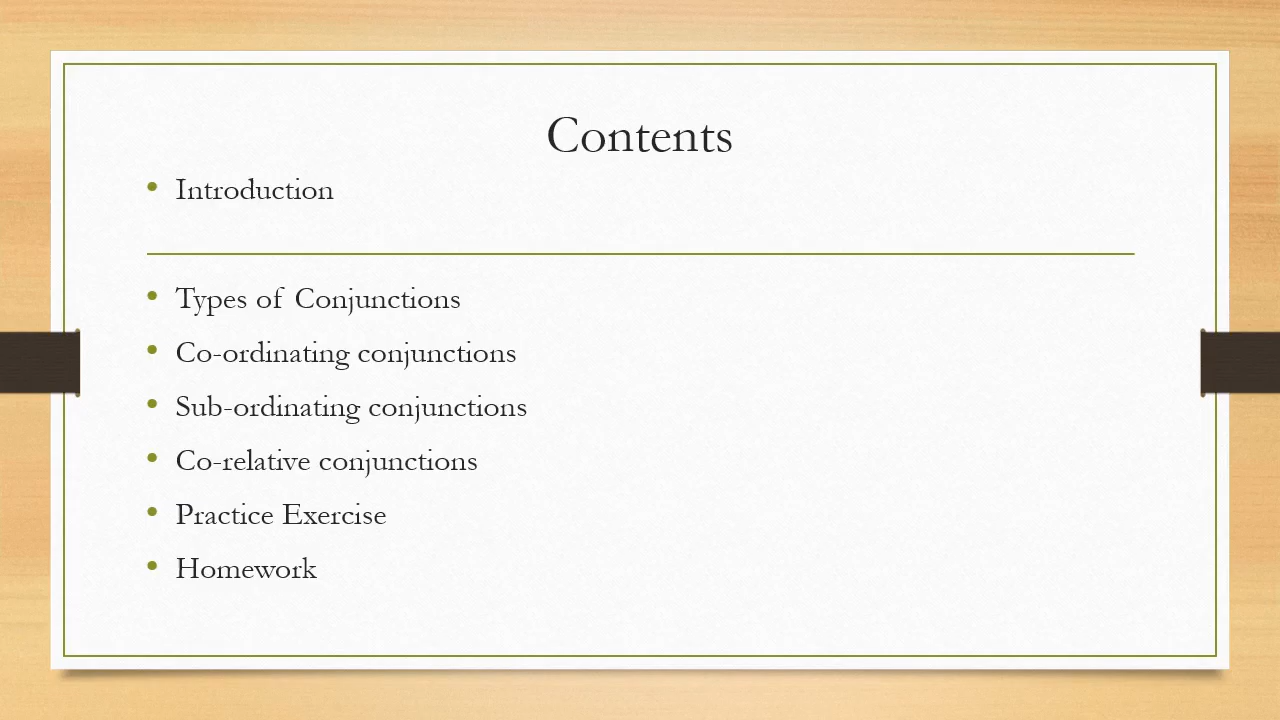 Contents
• Introduction
• Types of Conjunctions
• Co-ordinating conjunctions
• Sub-ordinating conjunctions
• Co-relative conjunctions
• Practice Exercise
• Homework